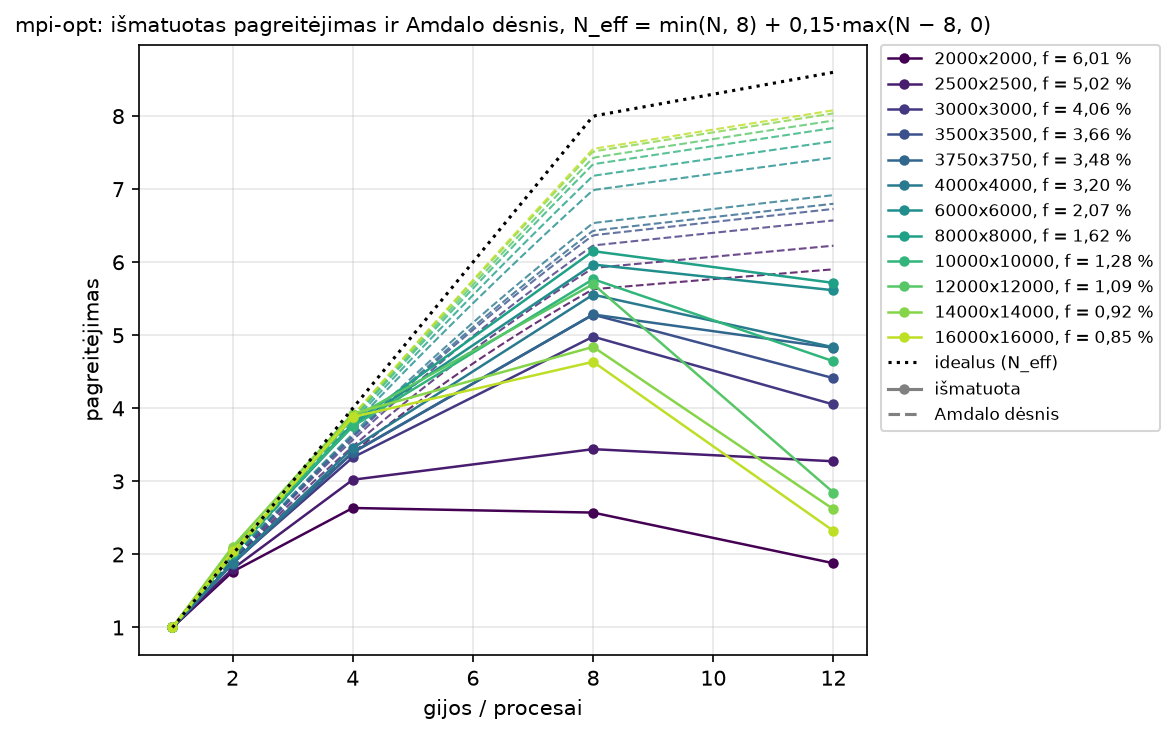 mpi-opt: išmatuotas pagreitėjimas ir Amdalo dėsnis, N_eff = min(N, 8) + 0,15·max(N − 8, 0)
pagreitėjimas
8
7
6
5
4
3
2
1
2
4
6
8
10
12
gijos / procesai
2000x2000, f = 6,01 %
2500x2500, f = 5,02 %
3000x3000, f = 4,06 %
3500x3500, f = 3,66 %
3750x3750, f = 3,48 %
4000x4000, f = 3,20 %
6000x6000, f = 2,07 %
8000x8000, f = 1,62 %
10000x10000, f = 1,28 %
12000x12000, f = 1,09 %
14000x14000, f = 0,92 %
16000x16000, f = 0,85 %
idealus (N_eff)
išmatuota
Amdalo dėsnis